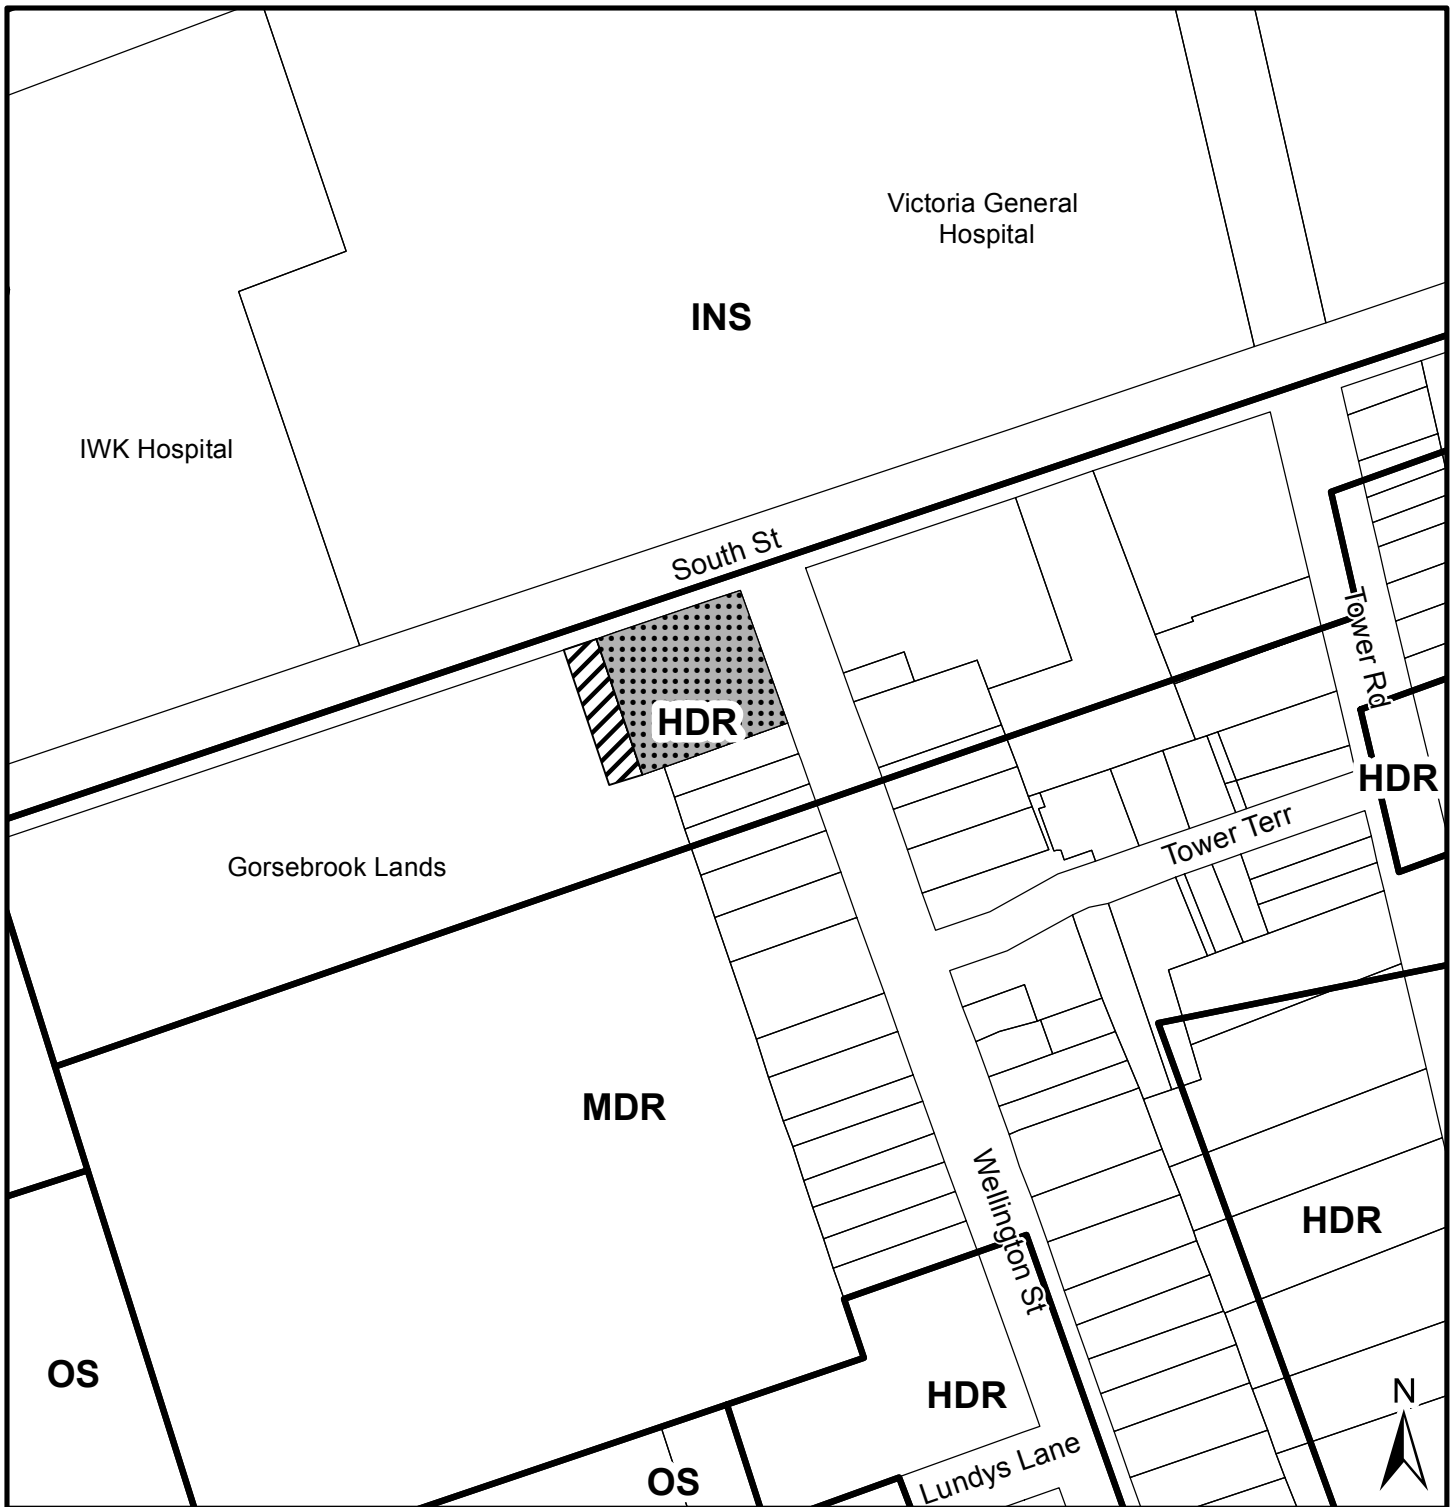 Victoria General
Hospital
INS
IWK Hospital
South St
Tower Rd
HDR
HDR
Tower Terr
Gorsebrook Lands
MDR
Wellington St
HDR
OS
HDR
N
Lundys Lane
OS